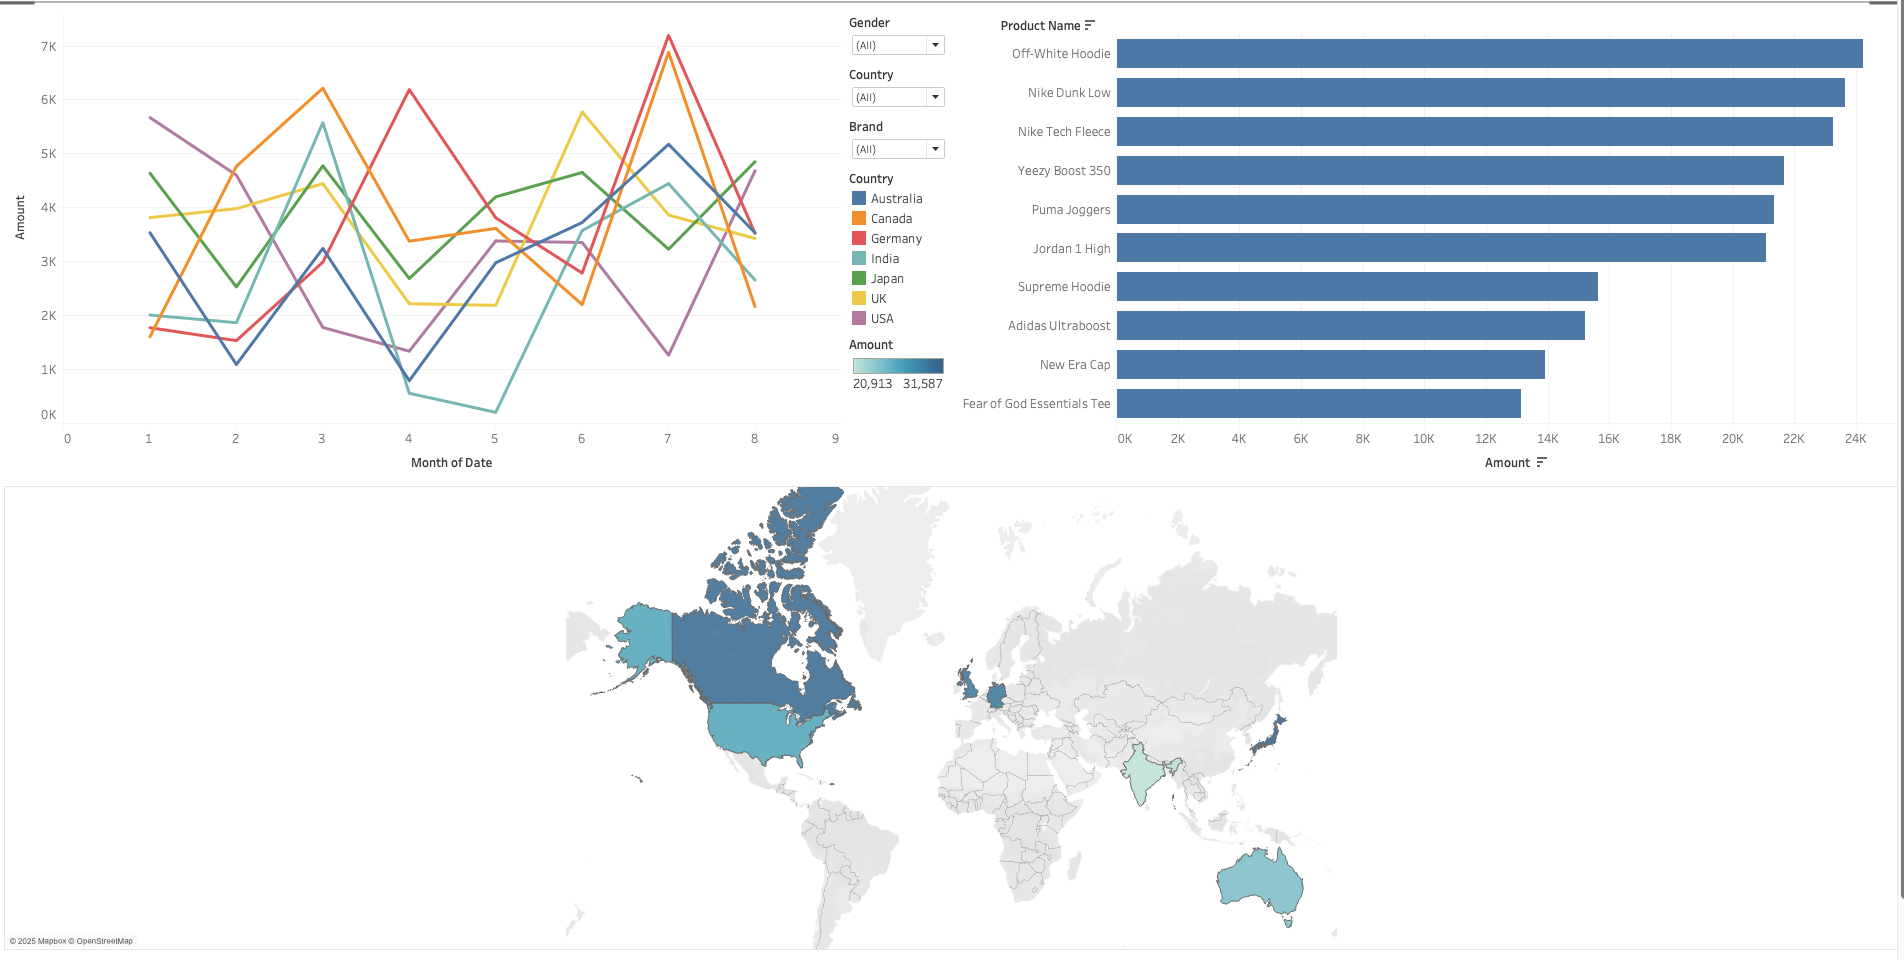 Amount
7K
6K
5K
4K
3K
2K
1K
0K
0 1 2 3 4 5 6 7 8 9
Month of Date
Gender
(All)
Country
(All)
Brand
(All)
Country
Australia
Canada
Germany
India
Japan
UK
USA
Amount
20,913 31,587
Product Name
Off-White Hoodie
Nike Dunk Low
Nike Tech Fleece
Yeezy Boost 350
Puma Joggers
Jordan 1 High
Supreme Hoodie
Adidas Ultraboost
New Era Cap
Fear of God Essentials Tee
0K 2K 4K 6K 8K 10K 12K 14K 16K 18K 20K 22K 24K
Amount
© 2025 Mapbox © OpenStreetMap